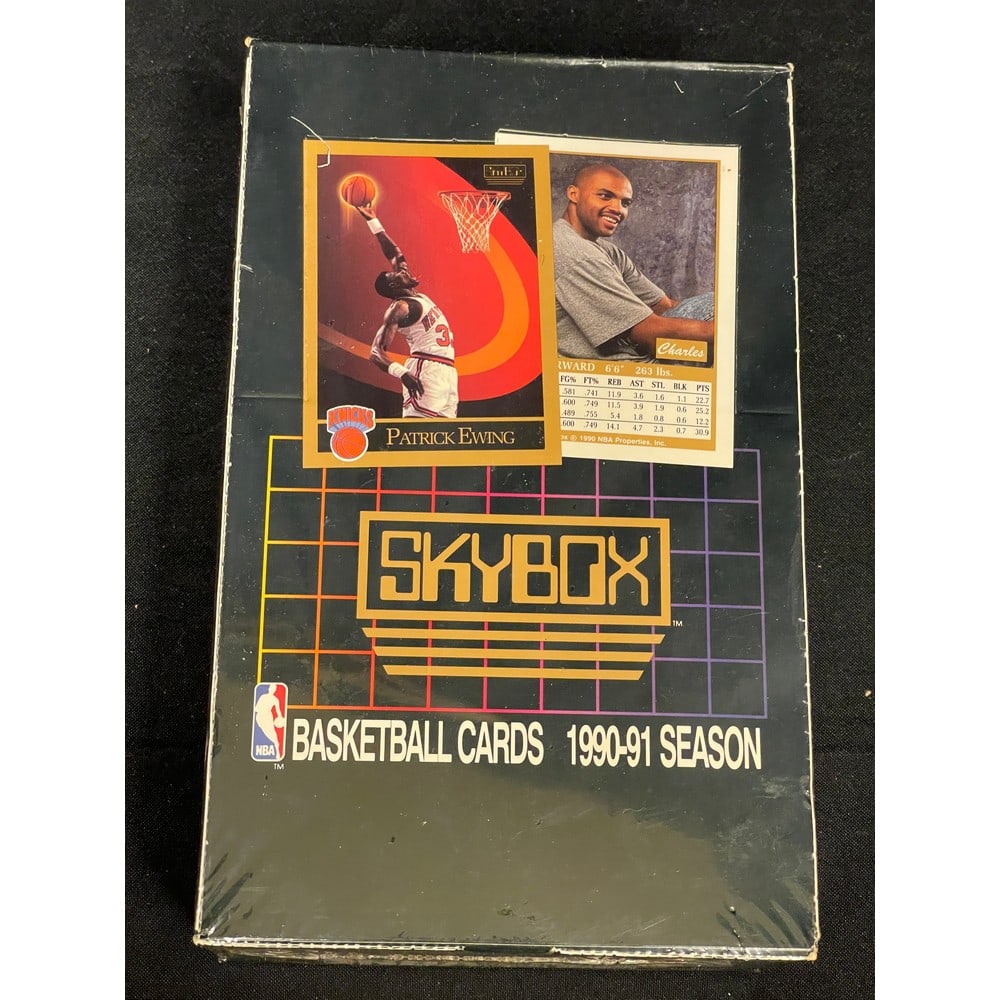 PATRICK EWING
Charles
RWARD 6'6" 263 lbs.
FG% FT% REB AST STL BLK PTS
.581 .741 11.9 3.6 1.6 1.1 22.7
.600 .749 11.5 3.9 1.9 0.6 25.2
.489 .755 5.4 1.8 0.8 0.6 12.2
.600 .749 14.1 4.7 2.3 0.7 30.9
© 1990 NBA Properties, Inc.
KNICKS
SKYBOX
TM
NBA
TM
BASKETBALL CARDS 1990-91 SEASON